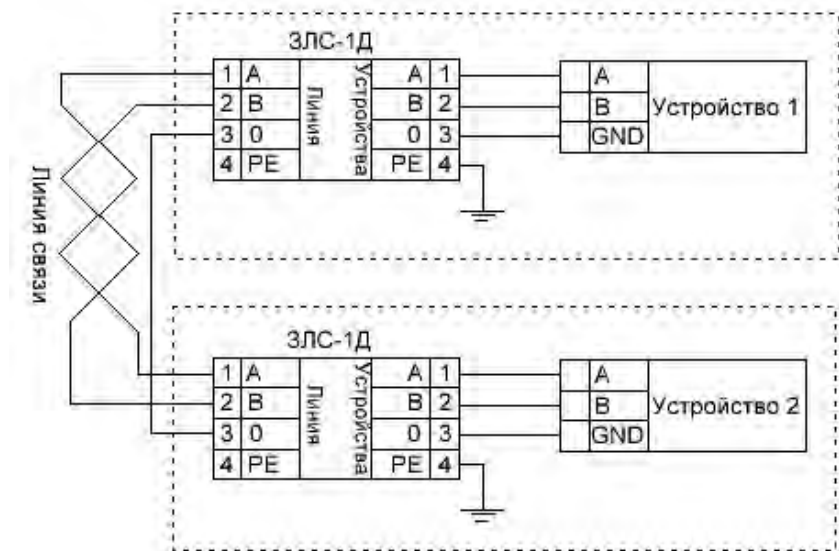 ЗЛС-1Д
1 A A 1 A
2 B Линия Устройства B 2 B Устройство 1
3 0 0 3 GND
4 PE PE 4
Линия связи
ЗЛС-1Д
1 A A 1 A
2 B Линия Устройства B 2 B Устройство 2
3 0 0 3 GND
4 PE PE 4